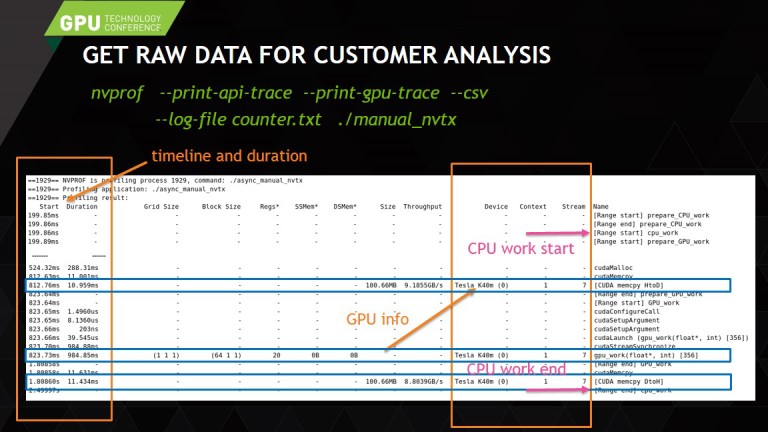 GPU TECHNOLOGY
CONFERENCE
GET RAW DATA FOR CUSTOMER ANALYSIS
nvprof --print-api-trace --print-gpu-trace --csv
--log-file counter.txt ./manual_nvtx
timeline and duration
==1929== NVPROF is profiling process 1929, command: ./async_manual_nvtx
==1929== Profiling application: ./async_manual_nvtx
==1929== Profiling result:
Start Duration Grid Size Block Size Regs* SSMem* DSMem* Size Throughput Device Context Stream Name
199.85ms - - - - - - - - - - - [Range start] prepare_CPU_work
199.86ms - - - - - - - - - - - [Range end] prepare_CPU_work
199.86ms - - - - - - - - - - [Range start] cpu_work
199.89ms - - - - - - - - - - - [Range start] prepare_GPU_work
CPU work start
524.32ms 288.31ms - - - - - - - - - - cudaMalloc
812.63ms 11.001ms - - - - - - - - - - cudaMemcpy
812.76ms 10.959ms - - - - - 100.66MB 9.1855GB/s Tesla K40m (0) 1 7 [CUDA memcpy HtoD]
823.64ms - - - - - - - - - - - [Range end] prepare_GPU_work
823.64ms - - - - - - - - - - - [Range start] GPU_work
823.65ms 1.4960us - - - - - - - - - - cudaConfigureCall
GPU info
823.65ms 8.1360us - - - - - - - - - - cudaSetupArgument
823.66ms 203ns - - - - - - - - - - cudaSetupArgument
823.66ms 39.545us - - - - - - - - - - cudaLaunch (gpu_work(float*, int) [356])
823.70ms 984.88ms - - - - - - - - - - cudaStreamSynchronize
823.73ms 984.85ms (1 1 1) (64 1 1) 20 0B 0B - - Tesla K40m (0) 1 7 gpu_work(float*, int) [356]
1.80858s - - - - - - - - - - - [Range end] GPU_work
CPU work end
1.80858s 11.631ms - - - - - - - - - - cudaMemcpy
1.80860s 11.434ms - - - - - 100.66MB 8.8039GB/s Tesla K40m (0) 1 7 [CUDA memcpy DtoH]
[Range end] cpu_work